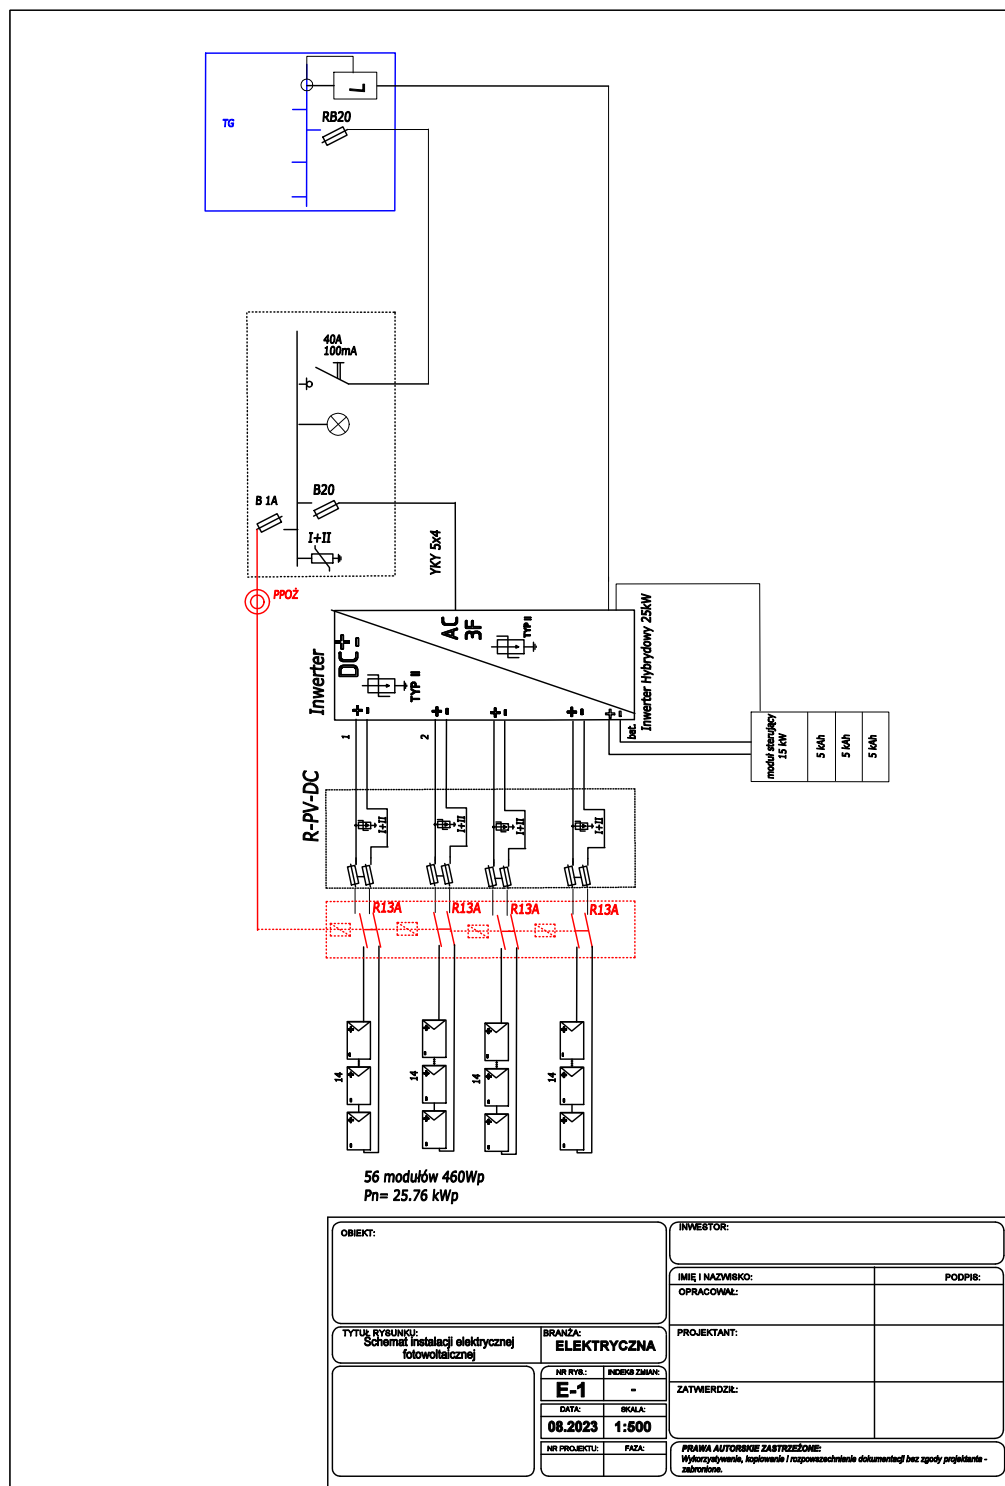 TG
L
RB20
40A
100mA
B 1A
B20
I+II
YKY 5x4
PPOŻ
Inwerter
DC
AC
3F
TYP II
TYP II
Inwerter Hybrydowy 25kW
bat.
1
2
moduł sterujący
15 kW
5 kAh
5 kAh
5 kAh
R-PV-DC
I+II
I+II
I+II
I+II
R13A
R13A
R13A
R13A
14
14
14
14
56 modułów 460Wp
Pn= 25.76 kWp
OBIEKT:
INWESTOR:
IMIĘ I NAZWISKO:
PODPIS:
OPRACOWAŁ:
TYTUŁ RYSUNKU:
Schemat instalacji elektrycznej
fotowoltaicznej
BRANŻA:
ELEKTRYCZNA
PROJEKTANT:
NR RYS.:
INDEKS ZMIAN:
E-1
-
ZATWIERDZIŁ:
DATA:
SKALA:
08.2023
1:500
NR PROJEKTU:
FAZA:
PRAWA AUTORSKIE ZASTRZEŻONE:
Wykorzystywanie, kopiowanie i rozpowszechnianie dokumentacji bez zgody projektanta -
zabronione.